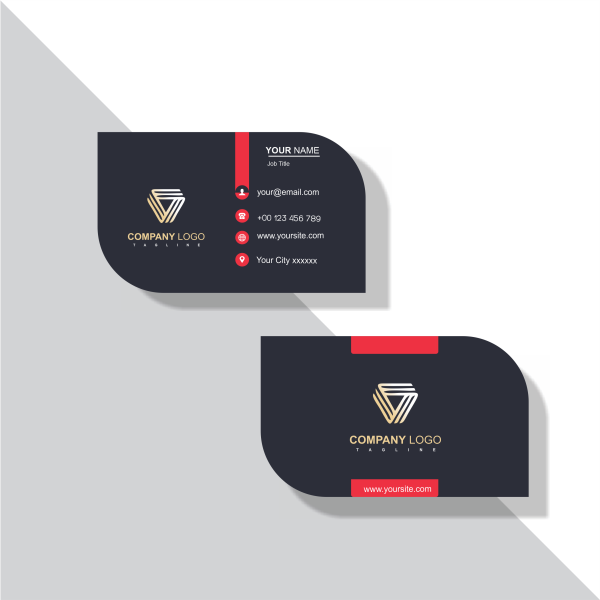 YOUR NAME
Job Title
your@email.com
+00 123 456 789
www.yoursite.com
Your City xxxxxx
COMPANY LOGO
TAGLINE
COMPANY LOGO
TAGLINE
www.yoursite.com